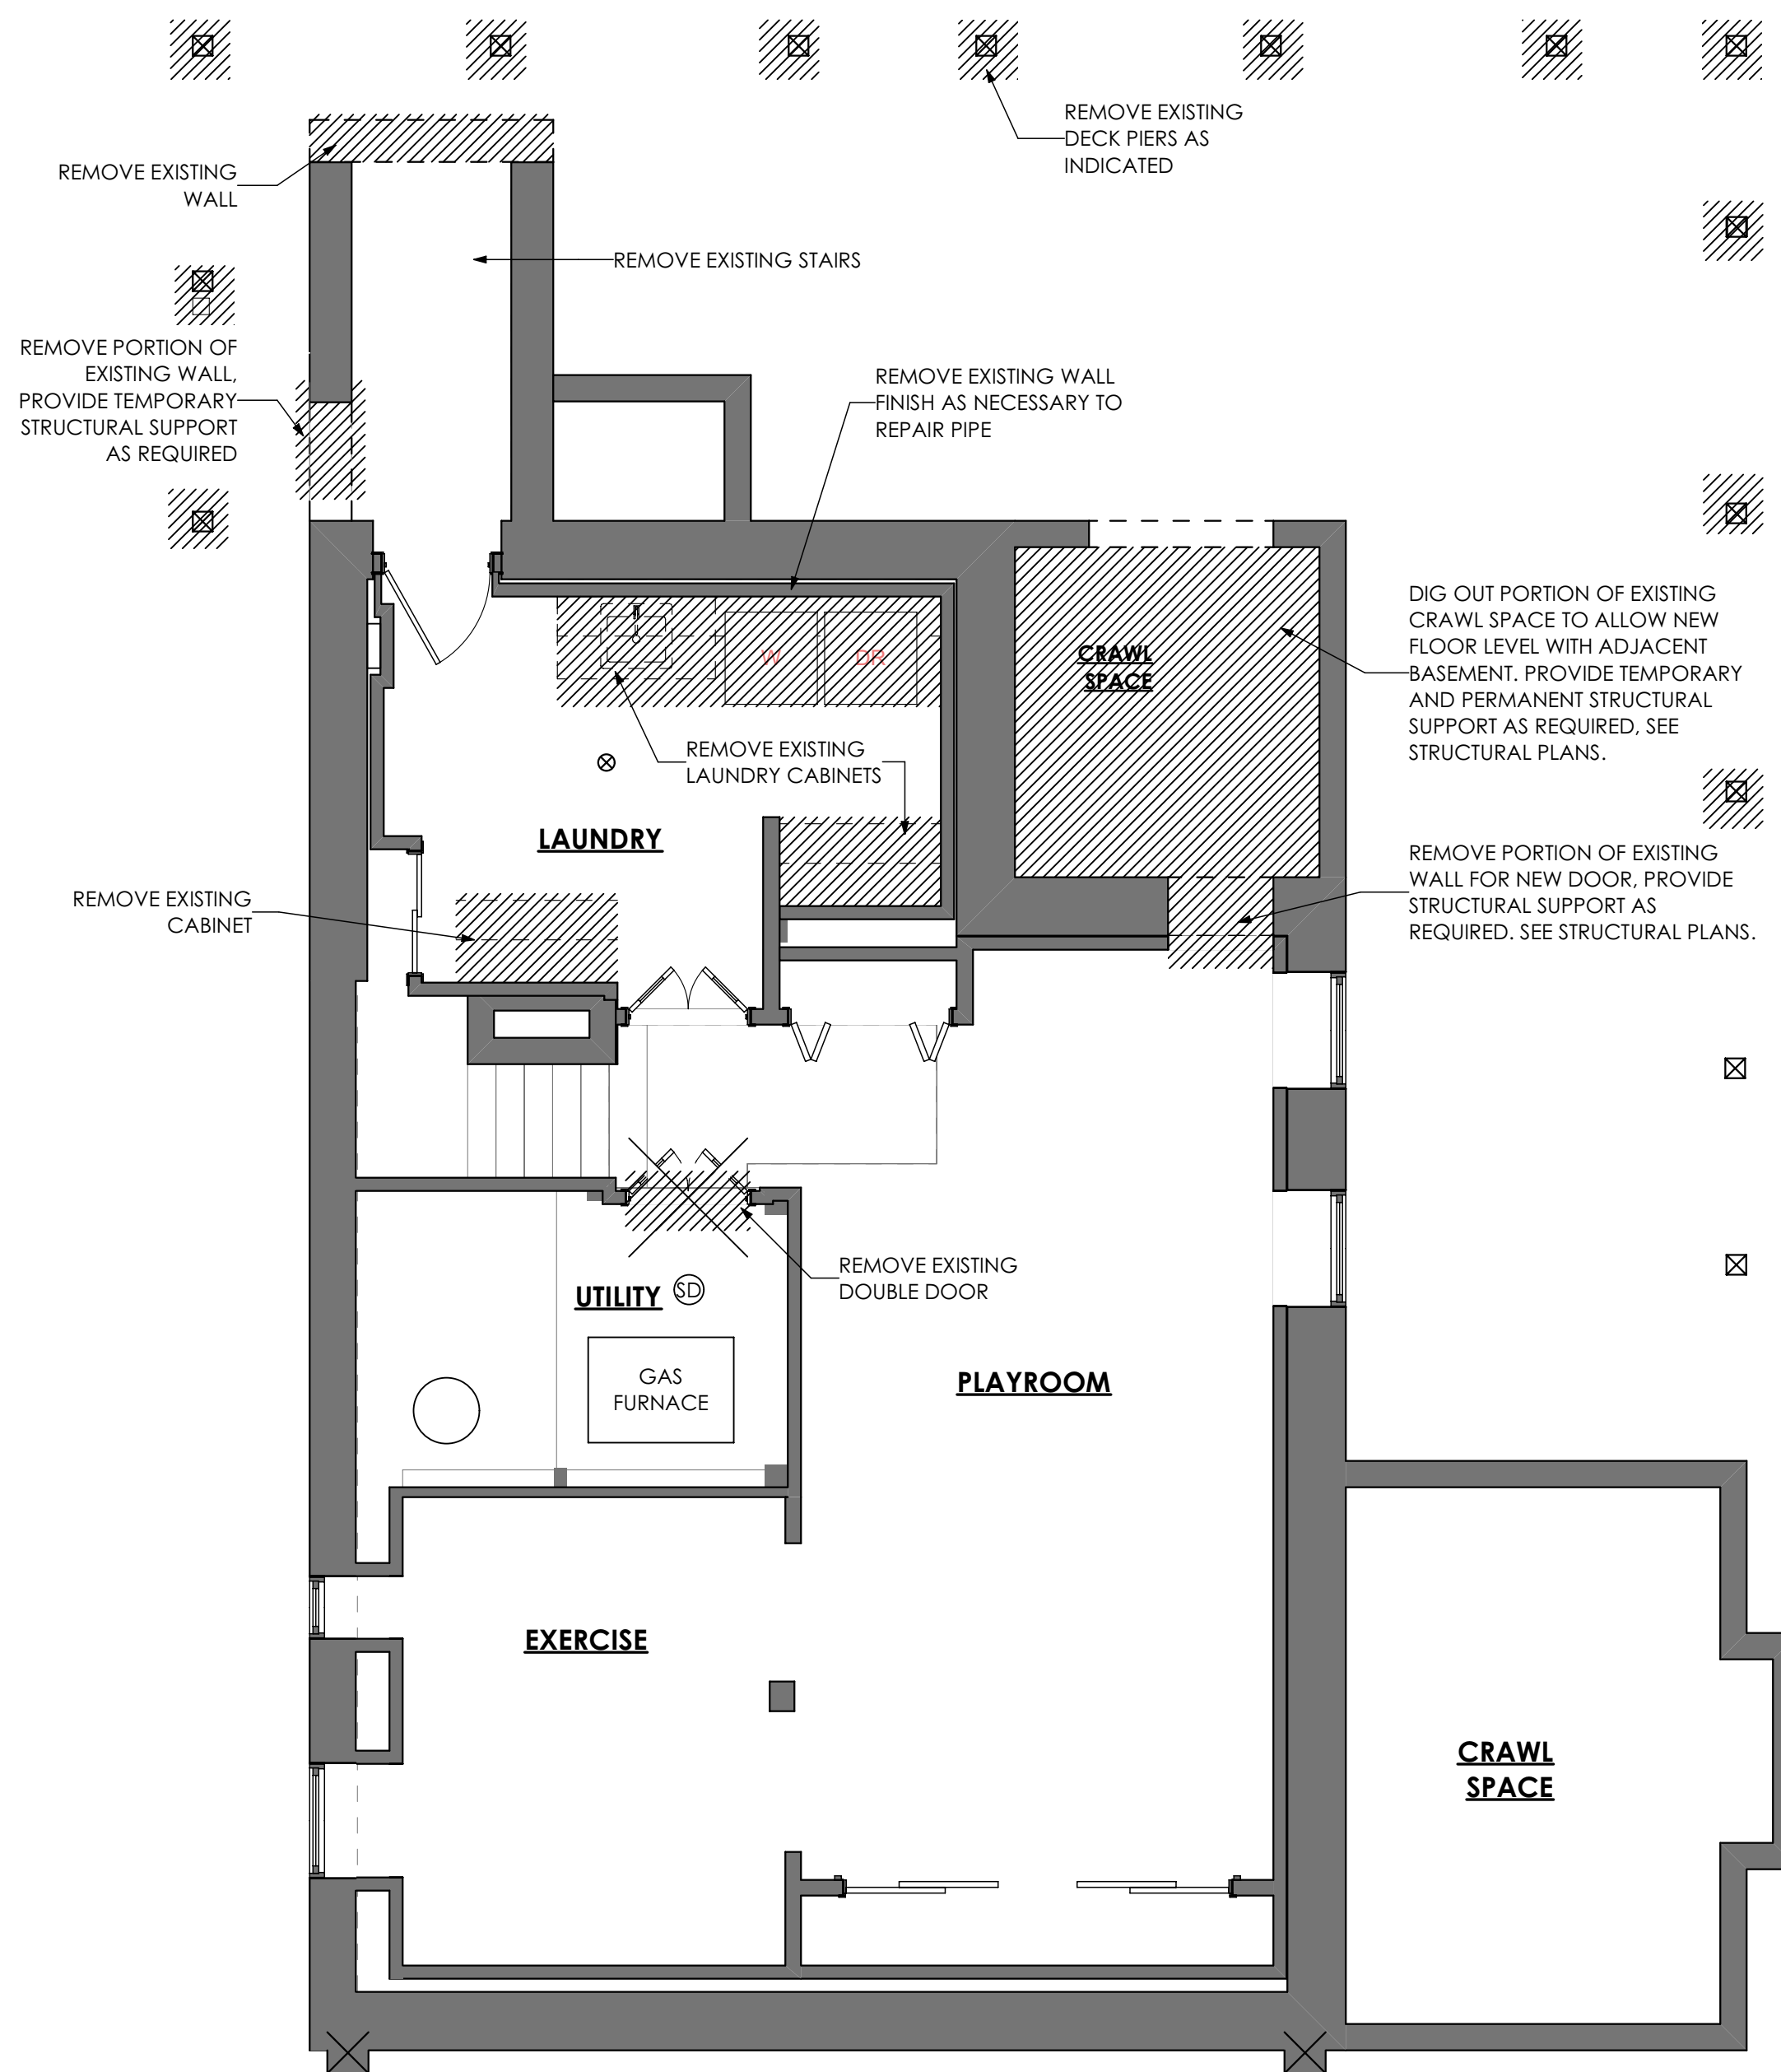 REMOVE EXISTING
DECK PIERS AS
INDICATED
REMOVE EXISTING
WALL
REMOVE EXISTING STAIRS
REMOVE PORTION OF
EXISTING WALL,
PROVIDE TEMPORARY
STRUCTURAL SUPPORT
AS REQUIRED
REMOVE EXISTING WALL
FINISH AS NECESSARY TO
REPAIR PIPE
W
DR
CRAWL
SPACE
DIG OUT PORTION OF EXISTING
CRAWL SPACE TO ALLOW NEW
FLOOR LEVEL WITH ADJACENT
BASEMENT. PROVIDE TEMPORARY
AND PERMANENT STRUCTURAL
SUPPORT AS REQUIRED, SEE
STRUCTURAL PLANS.
REMOVE EXISTING
LAUNDRY CABINETS
LAUNDRY
REMOVE EXISTING
CABINET
REMOVE PORTION OF EXISTING
WALL FOR NEW DOOR, PROVIDE
STRUCTURAL SUPPORT AS
REQUIRED. SEE STRUCTURAL PLANS.
REMOVE EXISTING
DOUBLE DOOR
UTILITY
SD
GAS
FURNACE
PLAYROOM
EXERCISE
CRAWL
SPACE